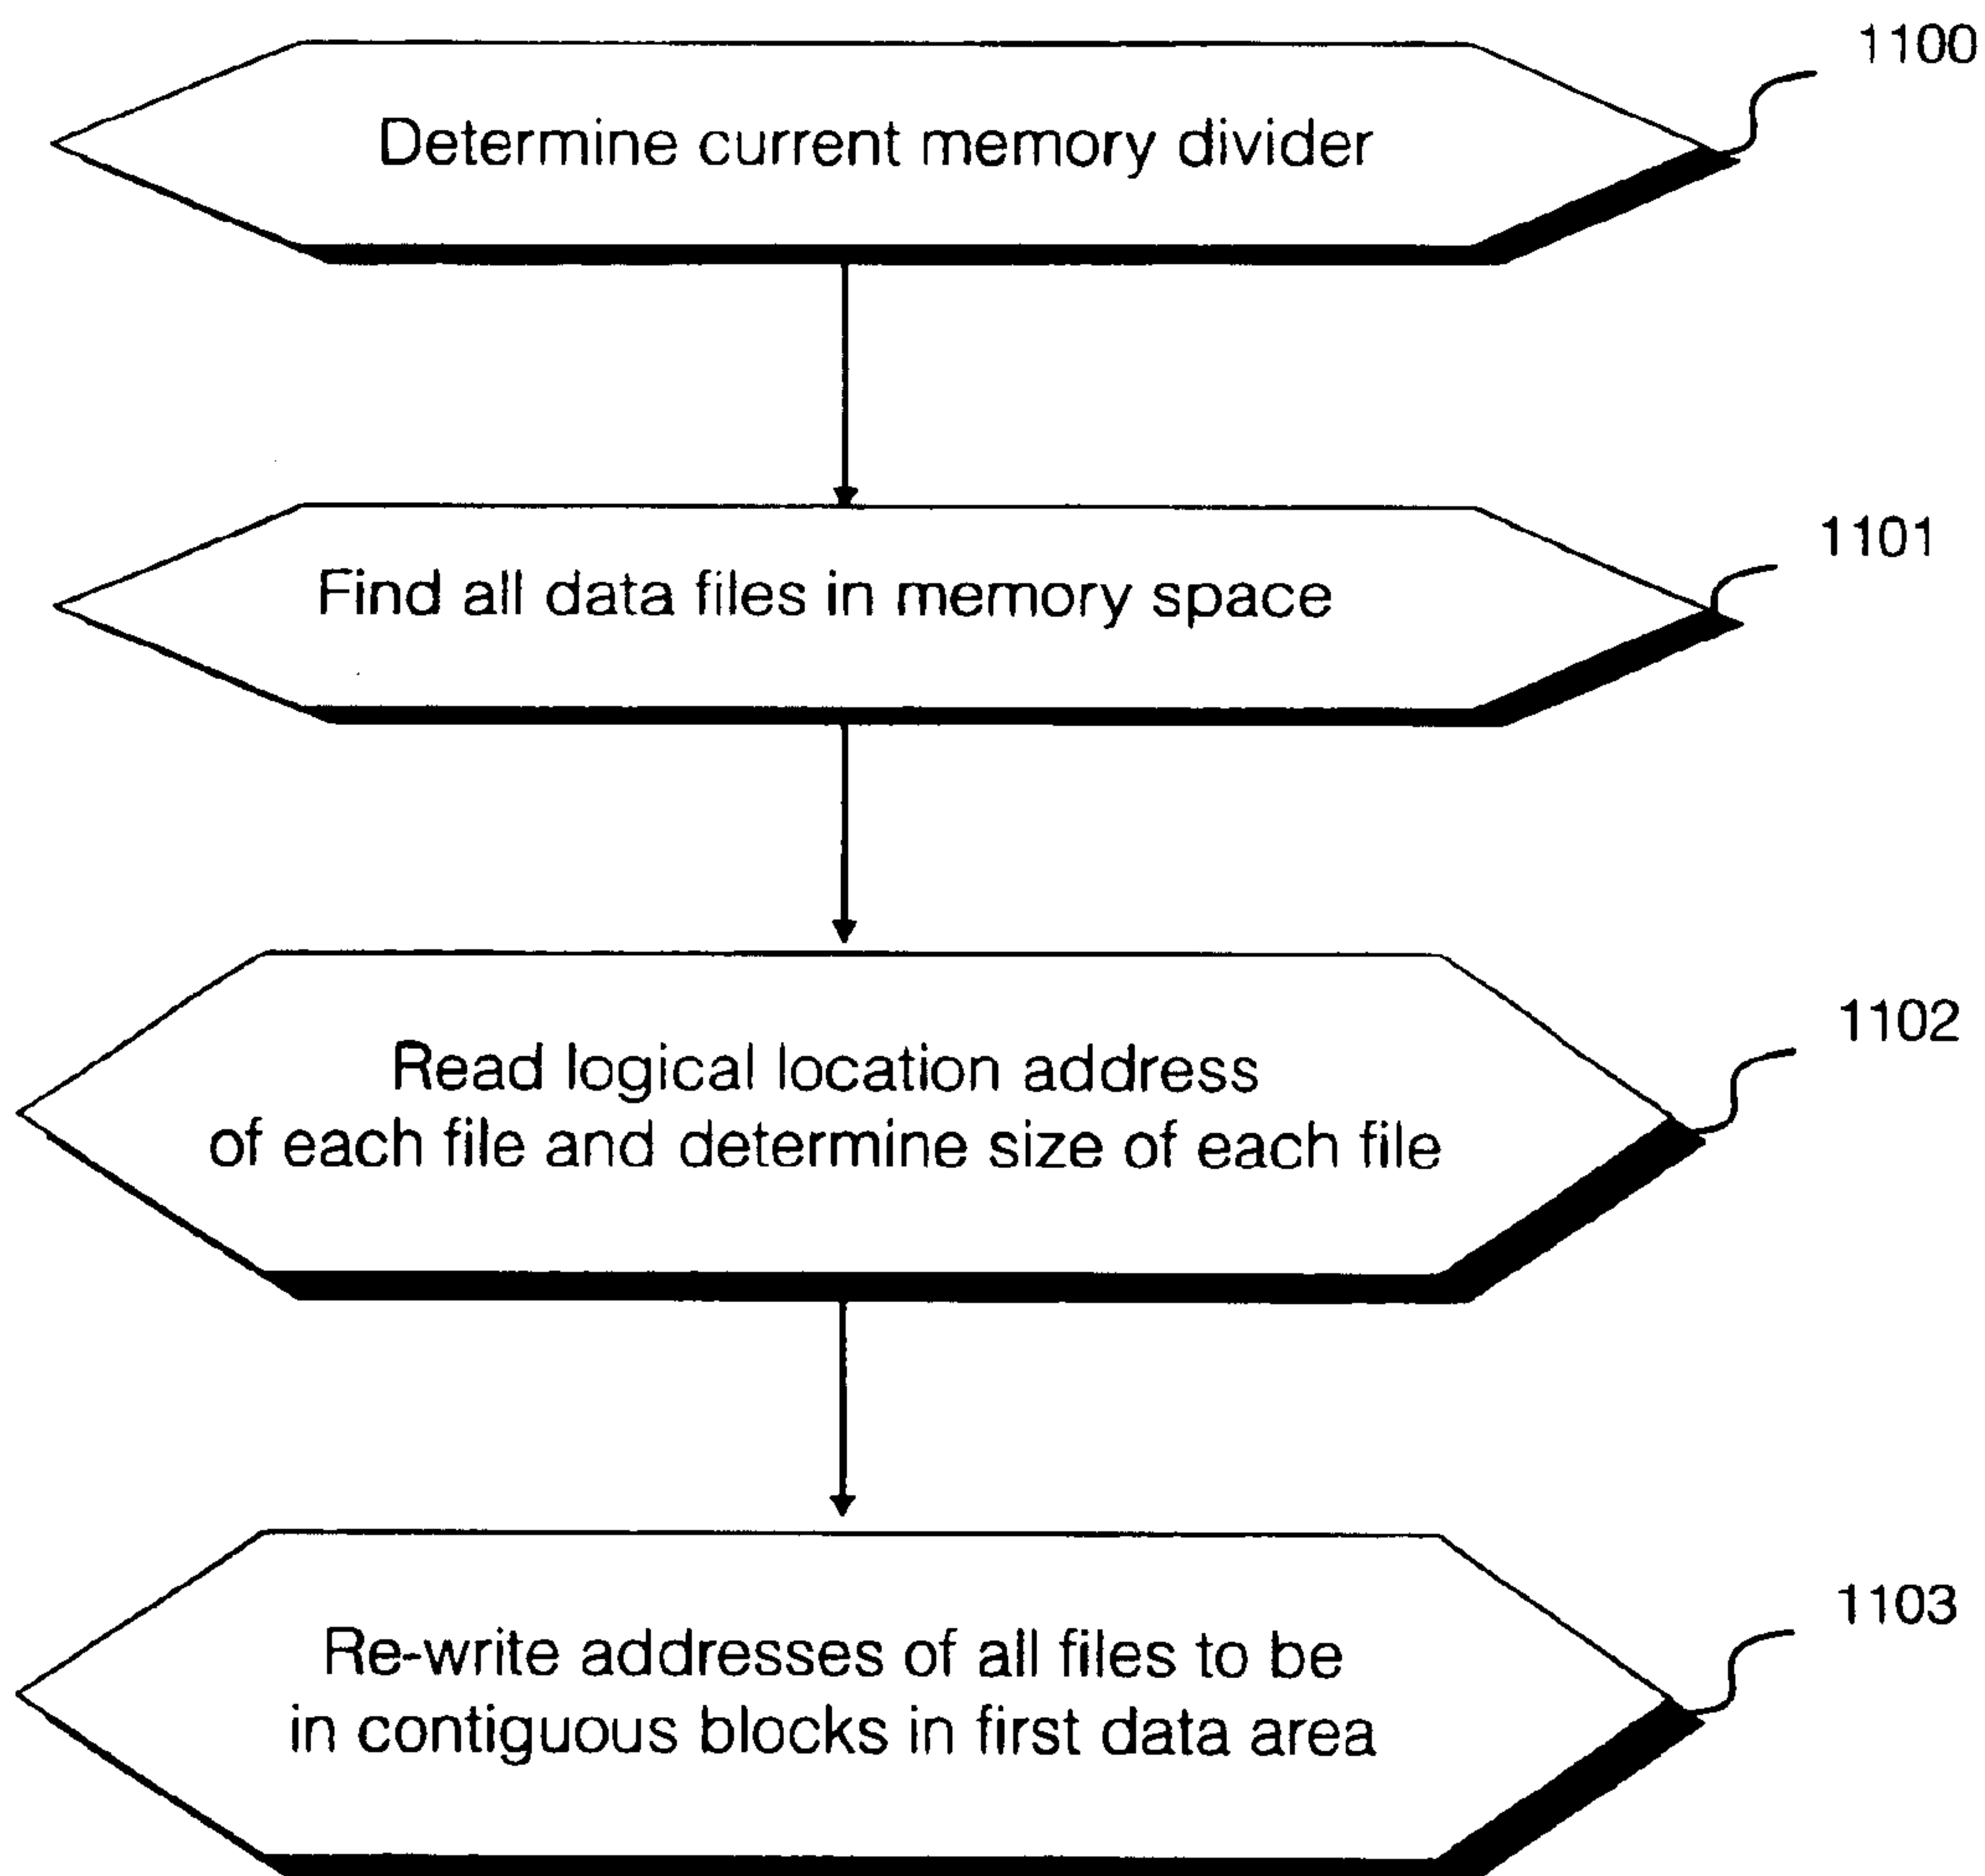 1100
Determine current memory divider
1101
Find all data files in memory space
1102
Read logical location address
of each file and determine size of each file
1103
Re-write addresses of all files to be
in contiguous blocks in first data area